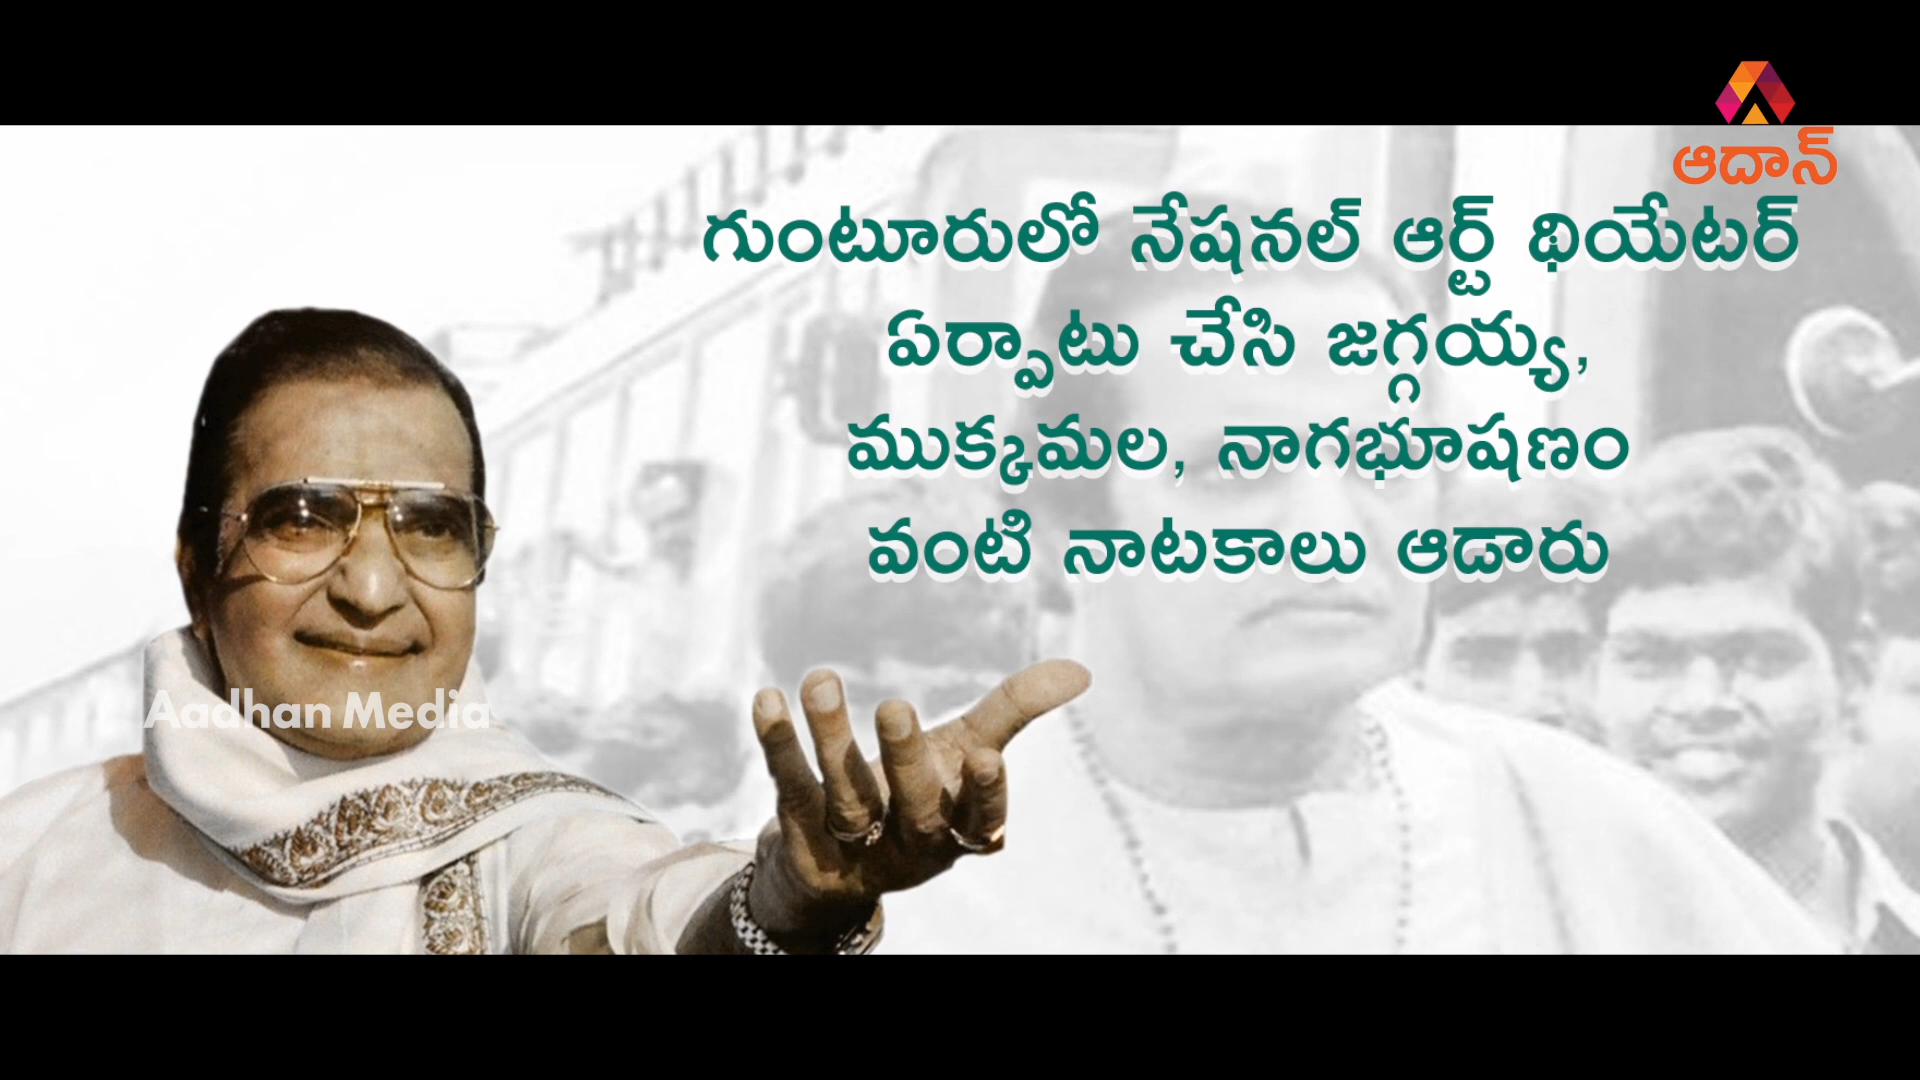 ఆదాన్
గుంటూరులో నేషనల్ ఆర్ట్ థియేటర్
ఏర్పాటు చేసి జగ్గయ్య,
ముక్కమల, నాగభూషణం
వంటి నాటకాలు ఆడారు
Aadhan Media